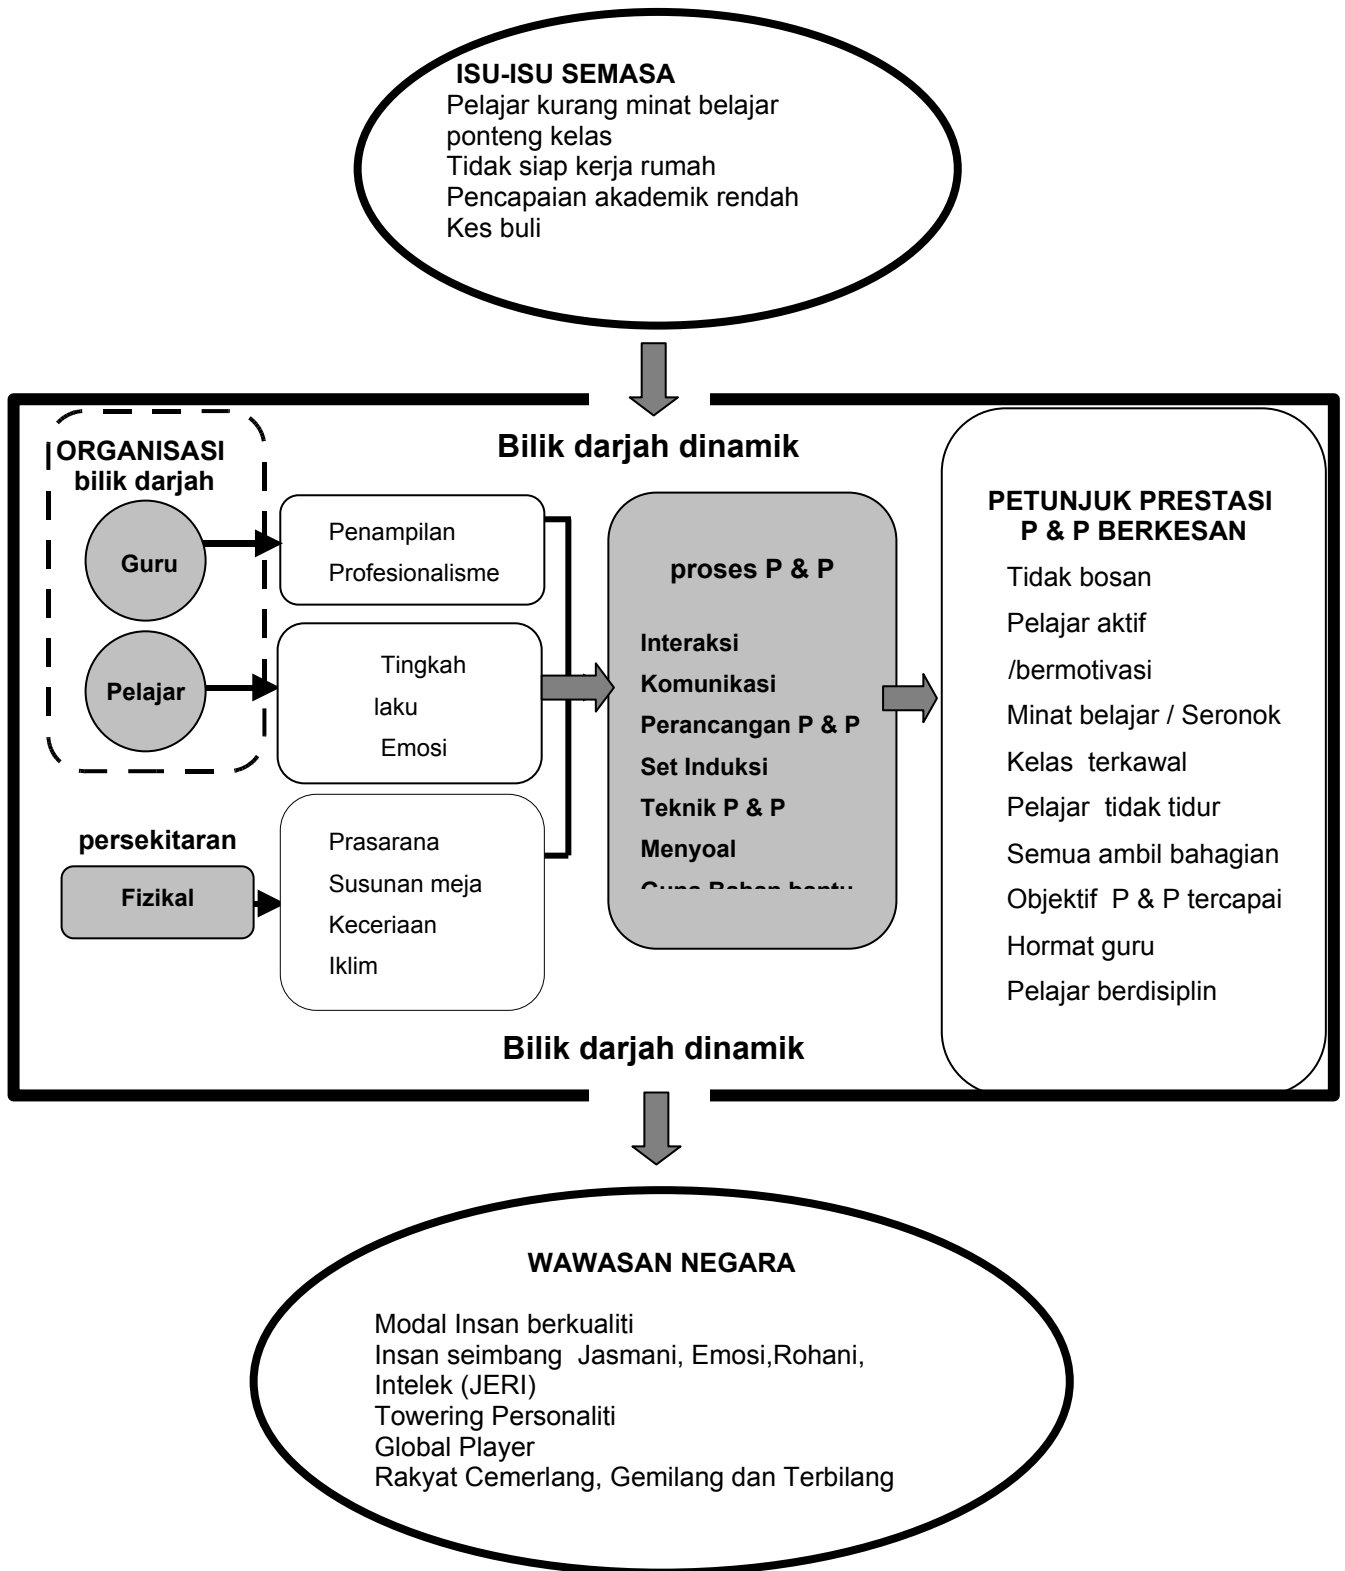 ISU-ISU SEMASA
Pelajar kurang minat belajar
ponteng kelas
Tidak siap kerja rumah
Pencapaian akademik rendah
Kes buli
Bilik darjah dinamik
ORGANISASI
bilik darjah
Guru
Pelajar
persekitaran
Fizikal
Penampilan
Profesionalisme
Tingkah
laku
Emosi
Prasarana
Susunan meja
Keceriaan
Iklim
proses P & P
Interaksi
Komunikasi
Perancangan P & P
Set Induksi
Teknik P & P
Menyoal
Guna Bahan bantu
PETUNJUK PRESTASI
P & P BERKESAN
Tidak bosan
Pelajar aktif
/bermotivasi
Minat belajar / Seronok
Kelas terkawal
Pelajar tidak tidur
Semua ambil bahagian
Objektif P & P tercapai
Hormat guru
Pelajar berdisiplin
Bilik darjah dinamik
WAWASAN NEGARA
Modal Insan berkualiti
Insan seimbang Jasmani, Emosi,Rohani,
Intelek (JERI)
Towering Personaliti
Global Player
Rakyat Cemerlang, Gemilang dan Terbilang